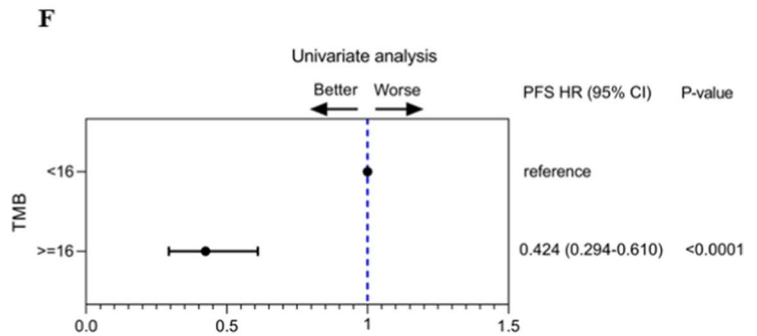 F
Univariate analysis
Better Worse PFS HR (95% CI) P-value
<16 reference
TMB
>=16 0.424 (0.294-0.610) <0.0001
0.0 0.5 1 1.5